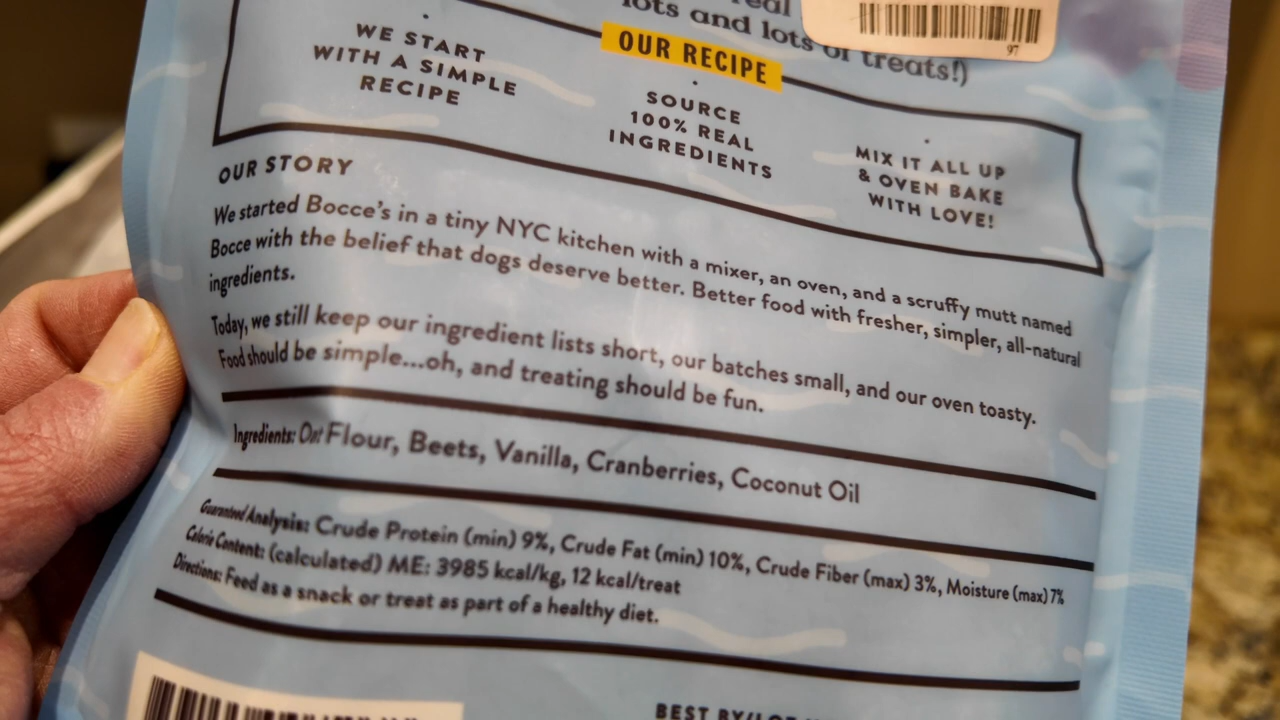 real
lots and lots of treats!)
97
OUR RECIPE
WE START
WITH A SIMPLE
RECIPE
SOURCE
100% REAL
INGREDIENTS
MIX IT ALL UP
& OVEN BAKE
WITH LOVE!
OUR STORY
We started Bocce's in a tiny NYC kitchen with a mixer, an oven, and a scruffy mutt named
Bocce with the belief that dogs deserve better. Better food with fresher, simpler, all-natural
ingredients.
Today, we still keep our ingredient lists short, our batches small, and our oven toasty.
Food should be simple...oh, and treating should be fun.
Ingredients: Oat Flour, Beets, Vanilla, Cranberries, Coconut Oil
Guaranteed Analysis: Crude Protein (min) 9%, Crude Fat (min) 10%, Crude Fiber (max) 3%, Moisture (max) 7%
Calorie Content: (calculated) ME: 3985 kcal/kg, 12 kcal/treat
Directions: Feed as a snack or treat as part of a healthy diet.
BEST BY/LOT